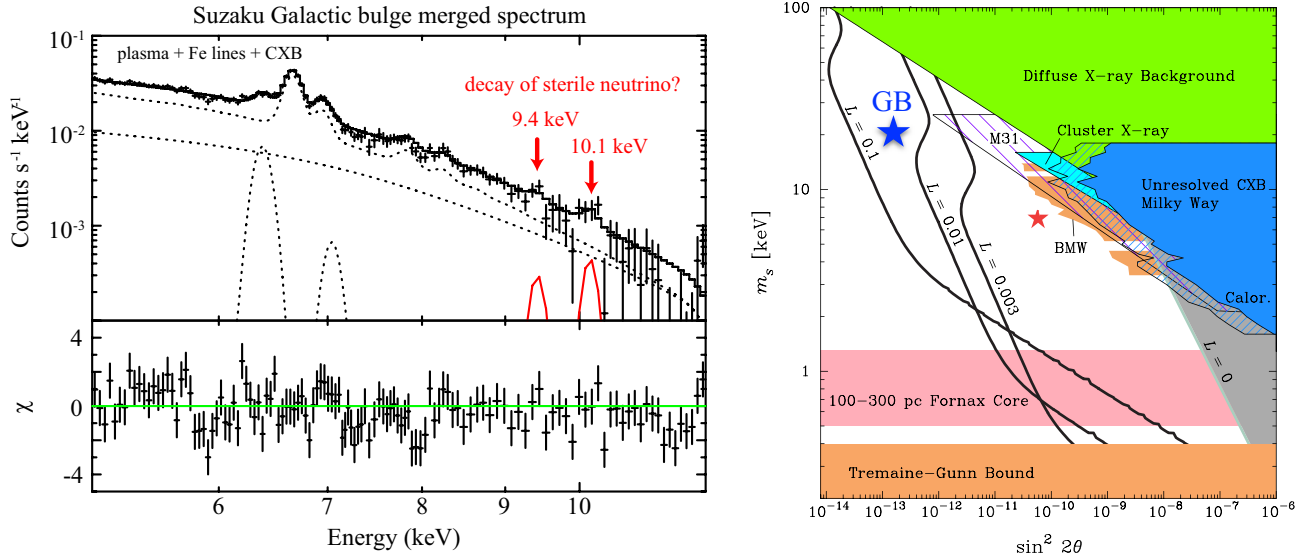 Suzaku Galactic bulge merged spectrum
plasma + Fe lines + CXB
decay of sterile neutrino?
9.4 keV
10.1 keV
10⁻¹
10⁻²
10⁻³
Counts s⁻¹ keV⁻¹
4
0
-4
χ
6
7
8
9
10
Energy (keV)
100
10
1
mₛ [keV]
Diffuse X-ray Background
GB
Cluster X-ray
M31
L = 0.1
Unresolved CXB
Milky Way
L = 0.01
BMW
L = 0.003
Calor.
L = 0
100-300 pc Fornax Core
Tremaine-Gunn Bound
10⁻¹⁴
10⁻¹³
10⁻¹²
10⁻¹¹
10⁻¹⁰
10⁻⁹
10⁻⁸
10⁻⁷
10⁻⁶
sin² 2θ